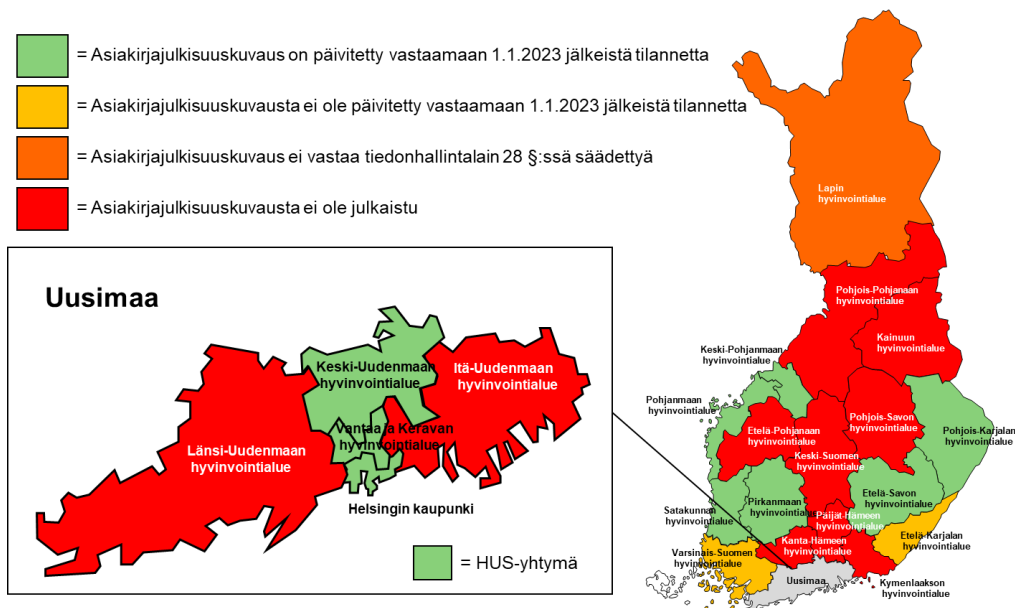 = Asiakirjajulkisuuskuvaus on päivitetty vastaamaan 1.1.2023 jälkeistä tilannetta
= Asiakirjajulkisuuskuvausta ei ole päivitetty vastaamaan 1.1.2023 jälkeistä tilannetta
= Asiakirjajulkisuuskuvaus ei vastaa tiedonhallintalain 28 §:ssä säädettyä
= Asiakirjajulkisuuskuvausta ei ole julkaistu
Uusimaa
Keski-Uudenmaan
hyvinvointialue
Itä-Uudenmaan
hyvinvointialue
Vantaa ja Keravan
hyvinvointialue
Länsi-Uudenmaan
hyvinvointialue
Helsingin kaupunki
= HUS-yhtymä
Lapin
hyvinvointialue
Pohjois-Pohjanaan
hyvinvointialue
Kainuun
hyvinvointialue
Keski-Pohjanmaan
hyvinvointialue
Pohjanmaan
hyvinvointialue
Etelä-Pohjanaan
hyvinvointialue
Pohjois-Savon
hyvinvointialue
Pohjois-Karjalan
hyvinvointialue
Keski-Suomen
hyvinvointialue
Etelä-Savon
hyvinvointialue
Pirkanmaan
hyvinvointialue
Satakunnan
hyvinvointialue
Päijät-Hämeen
hyvinvointialue
Etelä-Karjalan
hyvinvointialue
Kanta-Hämeen
hyvinvointialue
Varsinais-Suomen
hyvinvointialue
Uusimaa
Kymenlaakson
hyvinvointialue